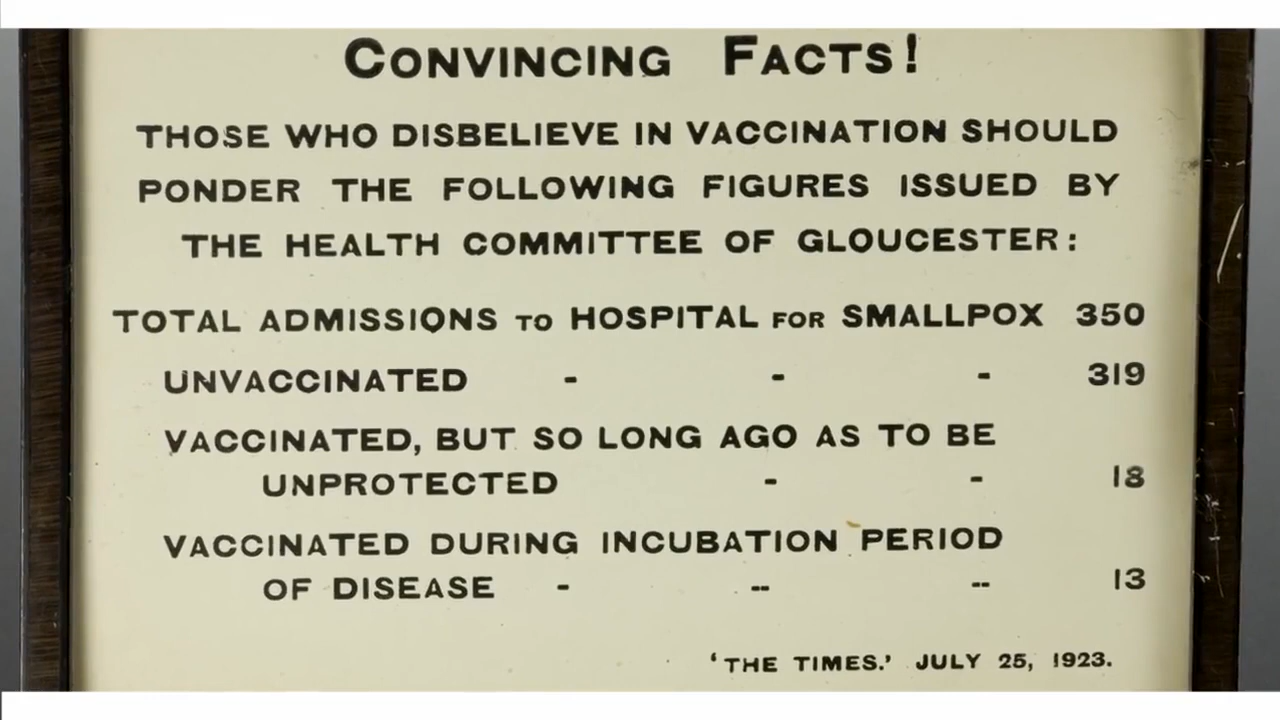 CONVINCING FACTS!
THOSE WHO DISBELIEVE IN VACCINATION SHOULD
PONDER THE FOLLOWING FIGURES ISSUED BY
THE HEALTH COMMITTEE OF GLOUCESTER:
TOTAL ADMISSIONS TO HOSPITAL FOR SMALLPOX 350
UNVACCINATED - - - 319
VACCINATED, BUT SO LONG AGO AS TO BE
UNPROTECTED - - 18
VACCINATED DURING INCUBATION PERIOD
OF DISEASE - -- -- 13
‘THE TIMES.’ JULY 25, 1923.